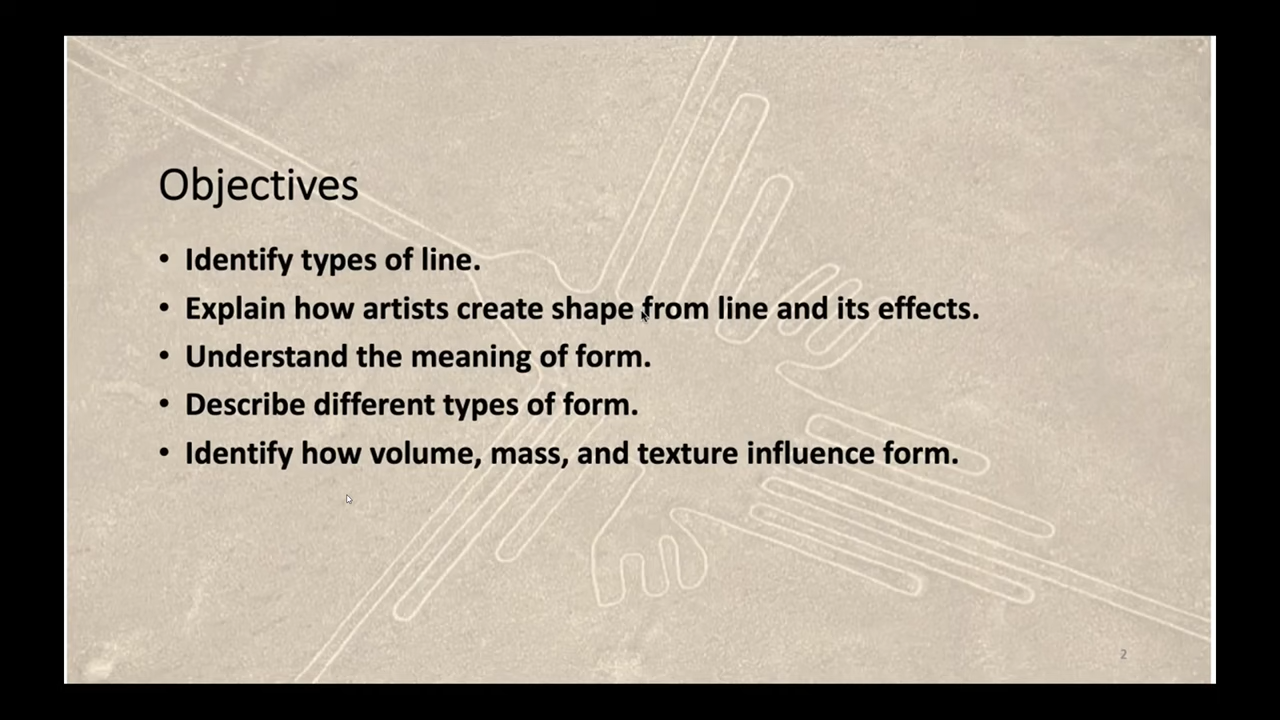 Objectives
• Identify types of line.
• Explain how artists create shape from line and its effects.
• Understand the meaning of form.
• Describe different types of form.
• Identify how volume, mass, and texture influence form.
2